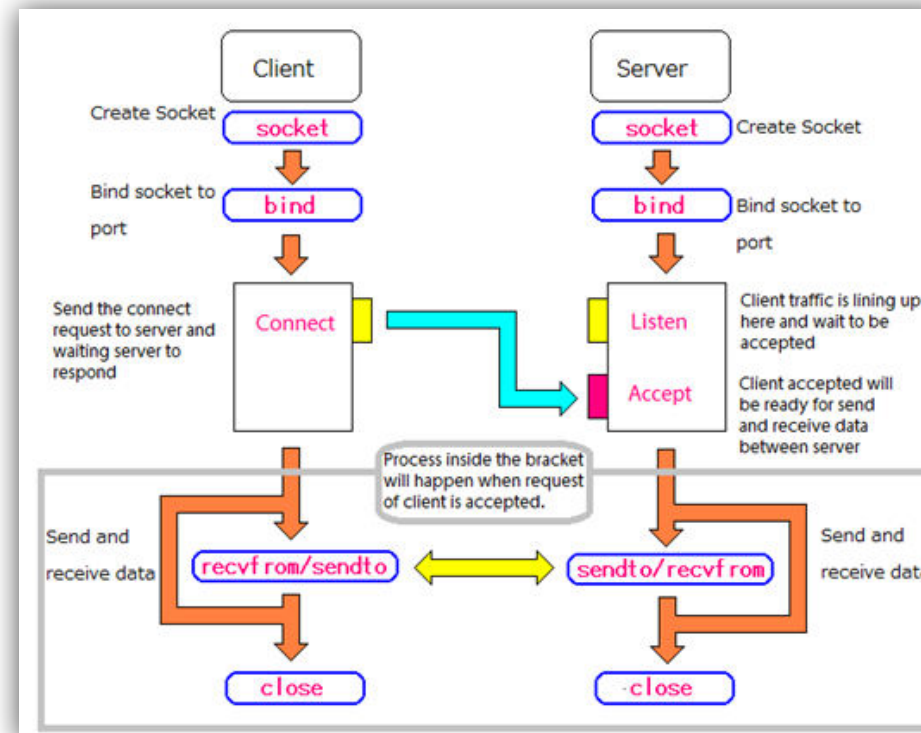 Client
Server
Create Socket
socket
socket
Create Socket
Bind socket to
port
bind
bind
Bind socket to
port
Send the connect
request to server and
waiting server to
respond
Connect
Listen
Accept
Client traffic is lining up
here and wait to be
accepted
Client accepted will
be ready for send
and receive data
between server
Process inside the bracket
will happen when request
of client is accepted.
Send and
receive data
recvfrom/sendto
sendto/recvfrom
Send and
receive data
close
close